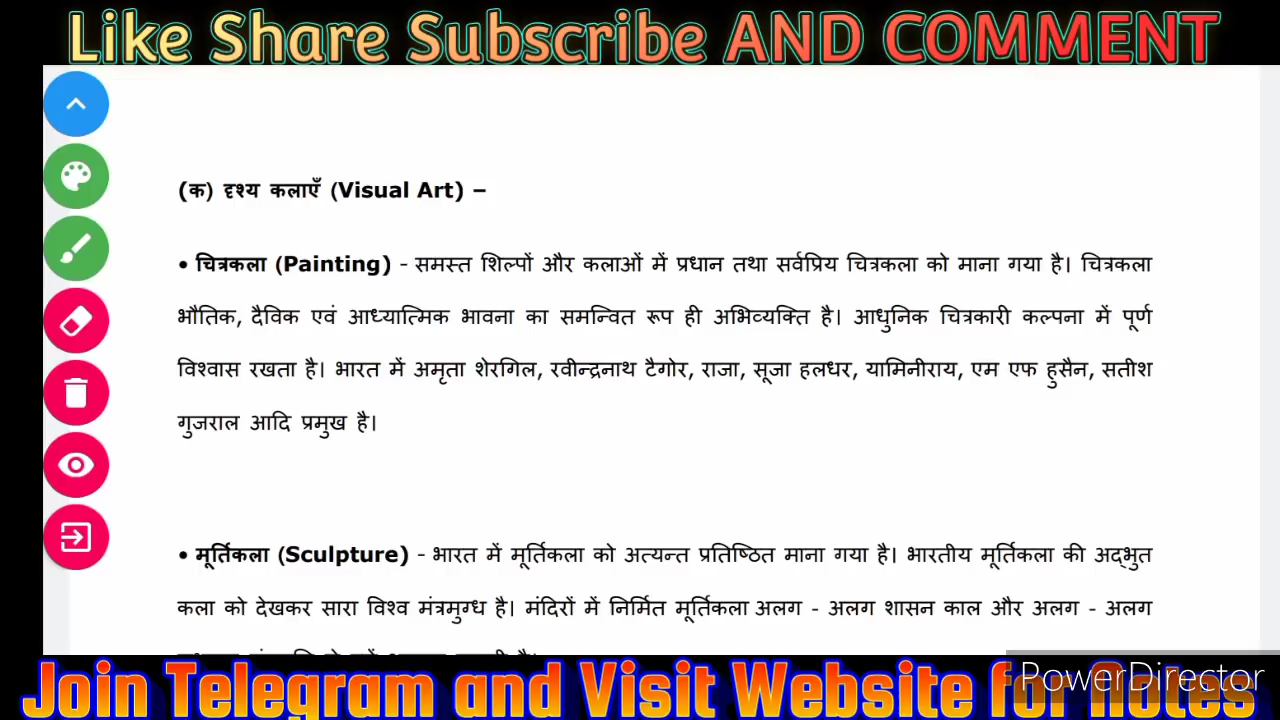 Like Share Subscribe AND COMMENT
(क) दृश्य कलाएँ (Visual Art) –
• चित्रकला (Painting) - समस्त शिल्पों और कलाओं में प्रधान तथा सर्वप्रिय चित्रकला को माना गया है। चित्रकला
भौतिक, दैविक एवं आध्यात्मिक भावना का समन्वित रूप ही अभिव्यक्ति है। आधुनिक चित्रकारी कल्पना में पूर्ण
विश्वास रखता है। भारत में अमृता शेरगिल, रवीन्द्रनाथ टैगोर, राजा, सूजा हलधर, यामिनीराय, एम एफ हुसैन, सतीश
गुजराल आदि प्रमुख है।
• मूर्तिकला (Sculpture) - भारत में मूर्तिकला को अत्यन्त प्रतिष्ठित माना गया है। भारतीय मूर्तिकला की अद्भुत
कला को देखकर सारा विश्व मंत्रमुग्ध है। मंदिरों में निर्मित मूर्तिकला अलग - अलग शासन काल और अलग - अलग
PowerDirector
Join Telegram and Visit Website for Notes